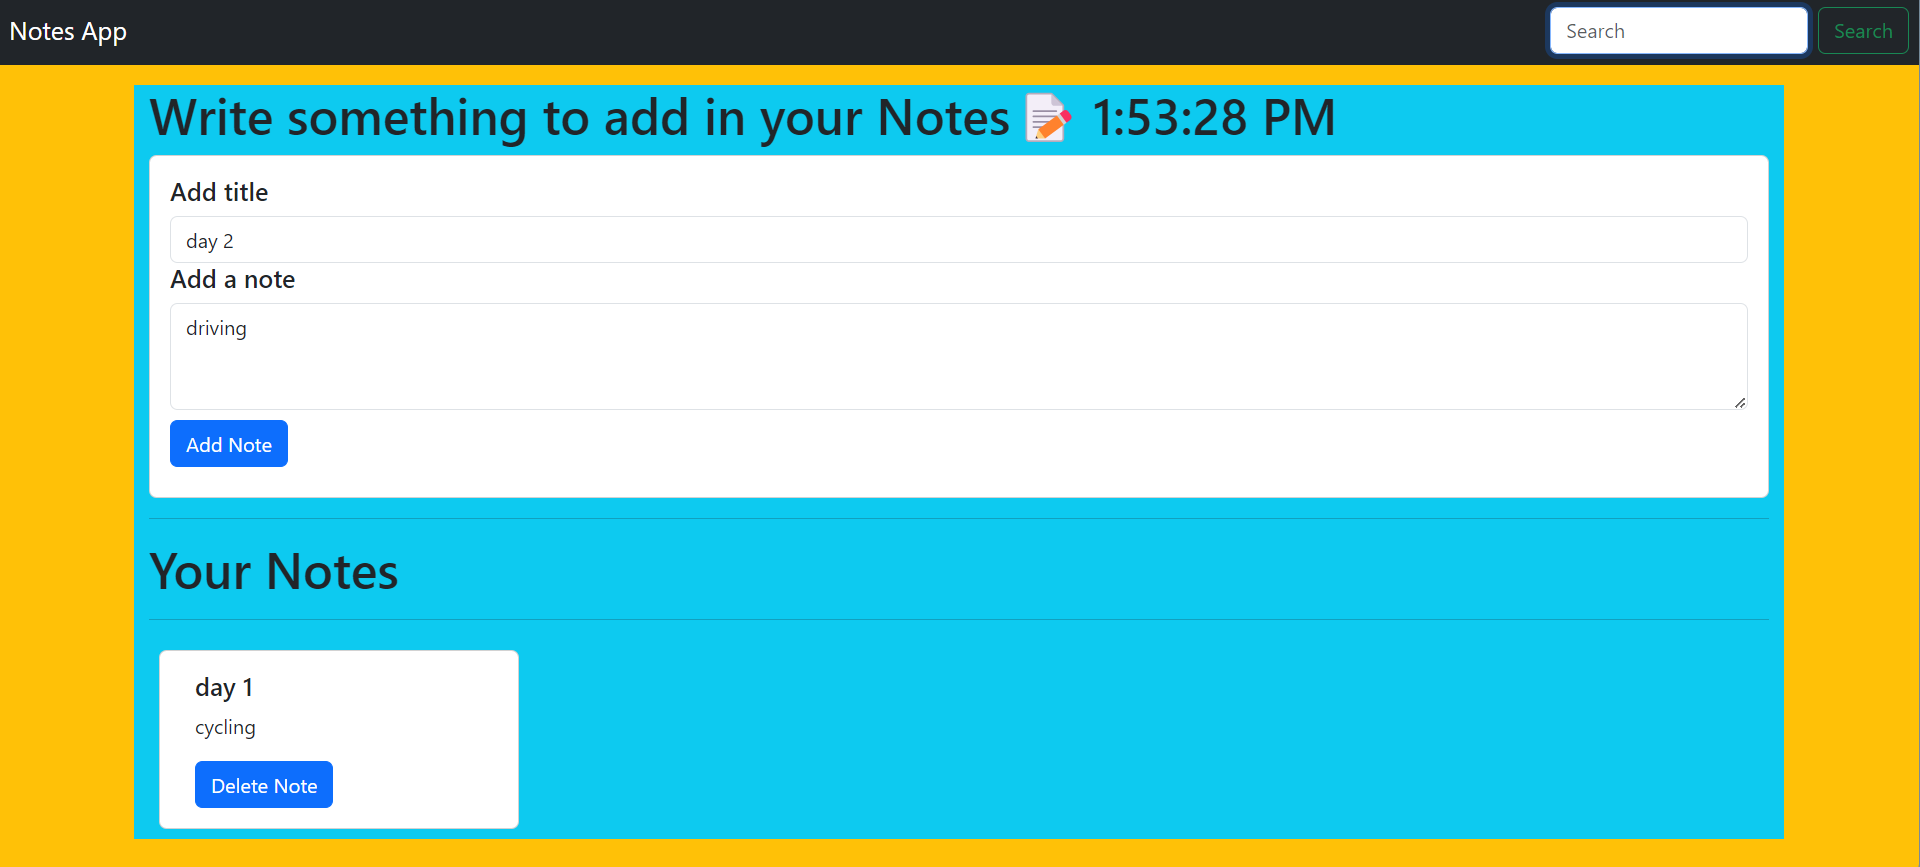 Notes App
Search
Search
Write something to add in your Notes 📝 1:53:28 PM
Add title
day 2
Add a note
driving
Add Note
Your Notes
day 1
cycling
Delete Note